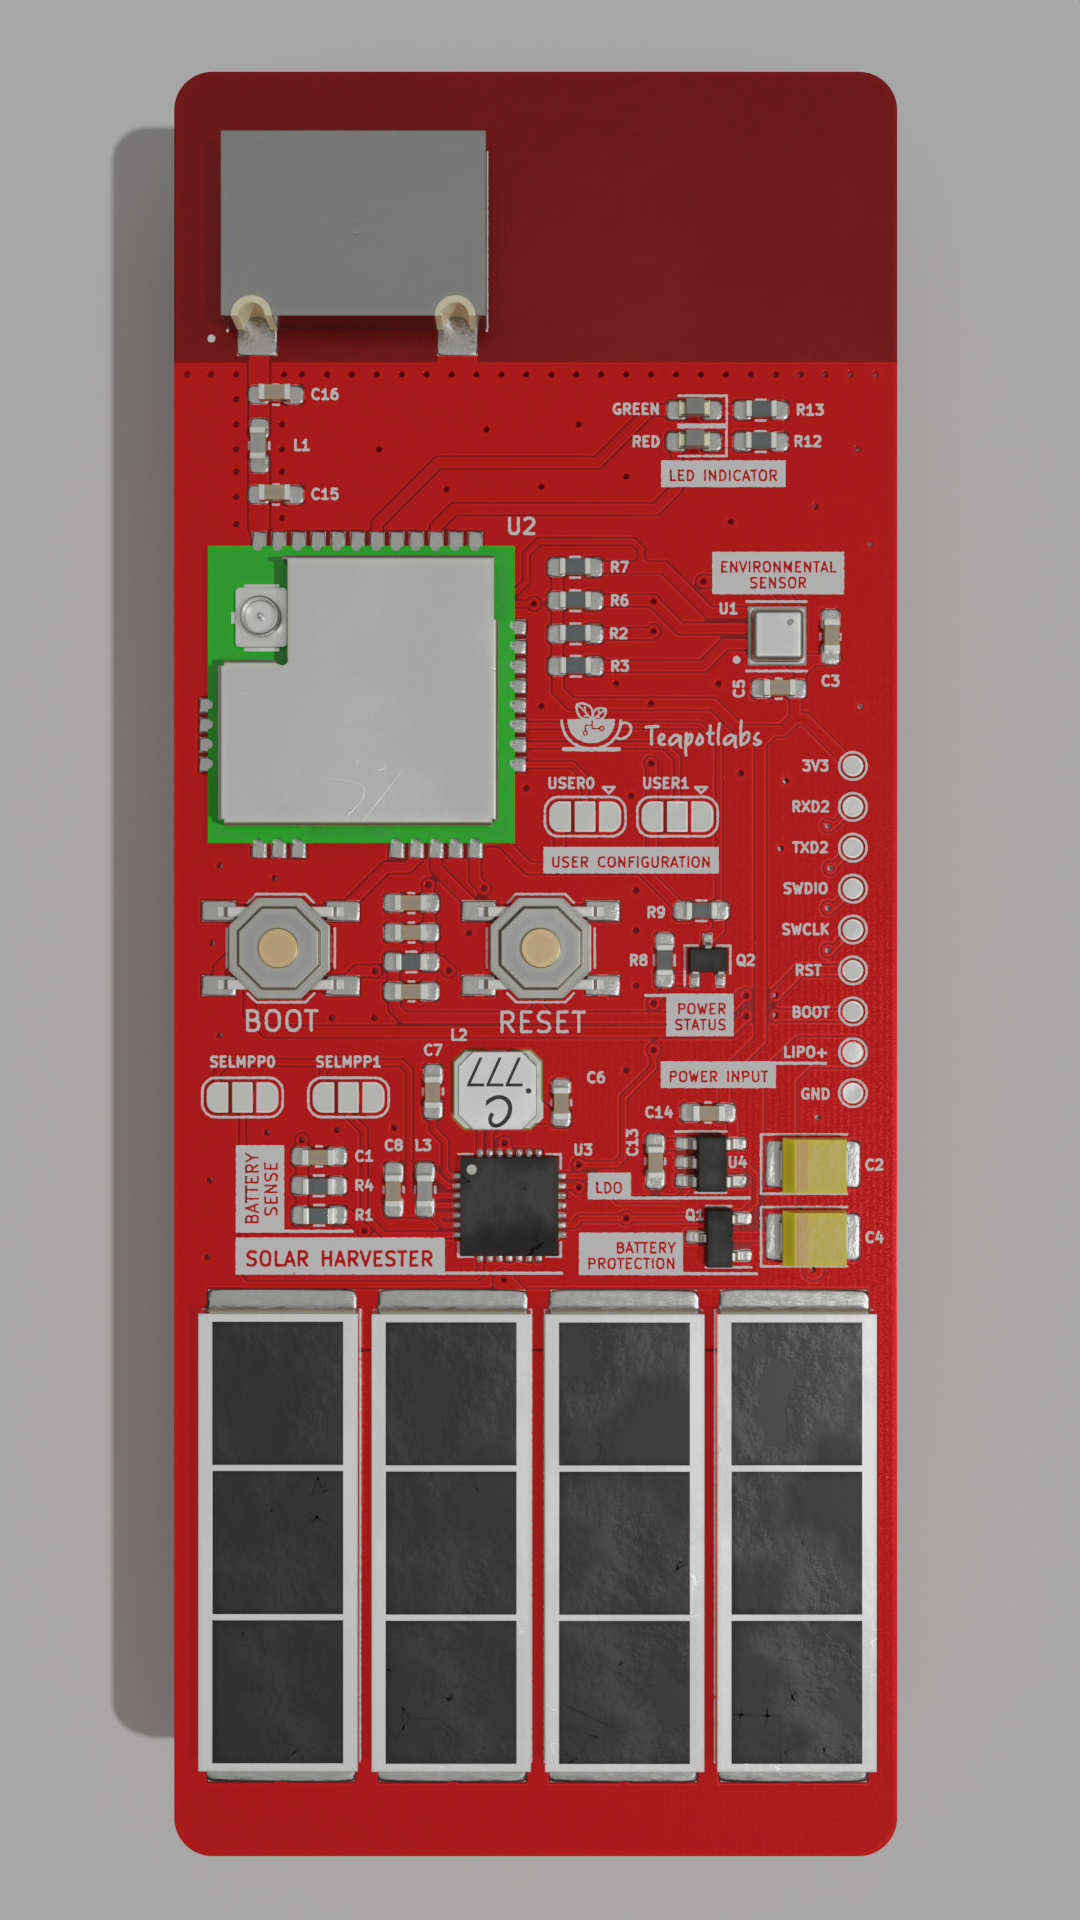 C16
GREEN
R13
L1
RED
R12
LED INDICATOR
C15
U2
R7
ENVIRONMENTAL
SENSOR
R6
U1
R2
R3
C5
C3
Teapotlabs
3V3
USER0
USER1
RXD2
TXD2
USER CONFIGURATION
SWDIO
R9
SWCLK
R8
Q2
RST
BOOT
RESET
POWER
STATUS
BOOT
L2
C7
LIPO+
SELMPP0
SELMPP1
C6
POWER INPUT
GND
777.
C
C14
C13
BATTERY
SENSE
C1
C8
L3
U3
U4
C2
R4
LDO
R1
Q1
C4
SOLAR HARVESTER
BATTERY
PROTECTION